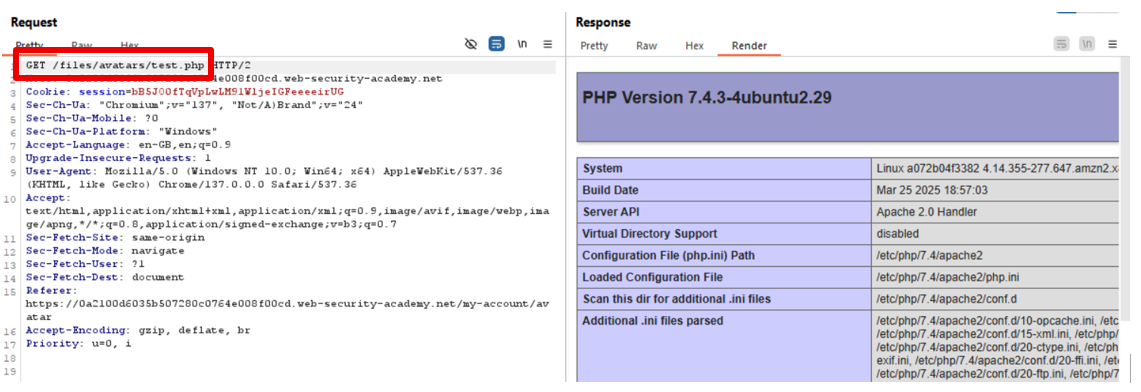 Request
Pretty Raw Hex
\n
1 GET /files/avatars/test.php HTTP/2
2 web-security-academy.net
3 Cookie: session=
4 Sec-Ch-Ua: "Chromium";v="137", "Not/A)Brand";v="24"
5 Sec-Ch-Ua-Mobile: ?0
6 Sec-Ch-Ua-Platform: "Windows"
7 Accept-Language: en-GB,en;q=0.9
8 Upgrade-Insecure-Requests: 1
9 User-Agent: Mozilla/5.0 (Windows NT 10.0; Win64; x64) AppleWebKit/537.36
(KHTML, like Gecko) Chrome/137.0.0.0 Safari/537.36
10 Accept:
text/html,application/xhtml+xml,application/xml;q=0.9,image/avif,image/webp,ima
ge/apng,*/*;q=0.8,application/signed-exchange;v=b3;q=0.7
11 Sec-Fetch-Site: same-origin
12 Sec-Fetch-Mode: navigate
13 Sec-Fetch-User: ?1
14 Sec-Fetch-Dest: document
15 Referer:
https://0a2100d6035b507280c0764e008f00cd.web-security-academy.net/my-account/av
atar
16 Accept-Encoding: gzip, deflate, br
17 Priority: u=0, i
18
19
Response
Pretty Raw Hex Render
\n
PHP Version 7.4.3-4ubuntu2.29
System Linux a072b04f3382 4.14.355-277.647.amzn2.x
Build Date Mar 25 2025 18:57:03
Server API Apache 2.0 Handler
Virtual Directory Support disabled
Configuration File (php.ini) Path /etc/php/7.4/apache2
Loaded Configuration File /etc/php/7.4/apache2/php.ini
Scan this dir for additional .ini files /etc/php/7.4/apache2/conf.d
Additional .ini files parsed /etc/php/7.4/apache2/conf.d/10-opcache.ini, /etc
/php/7.4/apache2/conf.d/15-xml.ini, /etc/php/
/etc/php/7.4/apache2/conf.d/20-ctype.ini, /etc/ph
exif.ini, /etc/php/7.4/apache2/conf.d/20-ffi.ini, /etc
/etc/php/7.4/apache2/conf.d/20-ftp.ini, /etc/php/7